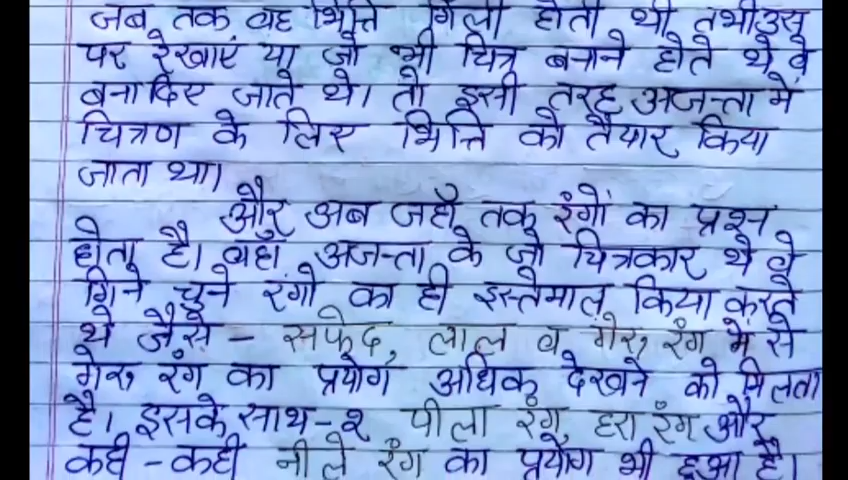 जब तक वह भित्ति गिली होती थी तभी उस
पर रेखाएं या जो भी चित्र बनाने होते थे वे
बना दिए जाते थे। तो इसी तरह अजन्ता में
चित्रण के लिए भित्ति को तैयार किया
जाता था।
और अब जहाँ तक रंगों का प्रश्न
होता है। वहाँ अजन्ता के जो चित्रकार थे वे
गिने चुने रंगो का ही इस्तेमाल किया करते
थे जैसे - सफेद, लाल व गेरु रंग में से
गेरु रंग का प्रयोग अधिक देखने को मिलता
है। इसके साथ-२ पीला रंग, हरा रंग और
कही - कही नीले रंग का प्रयोग भी हुआ है।